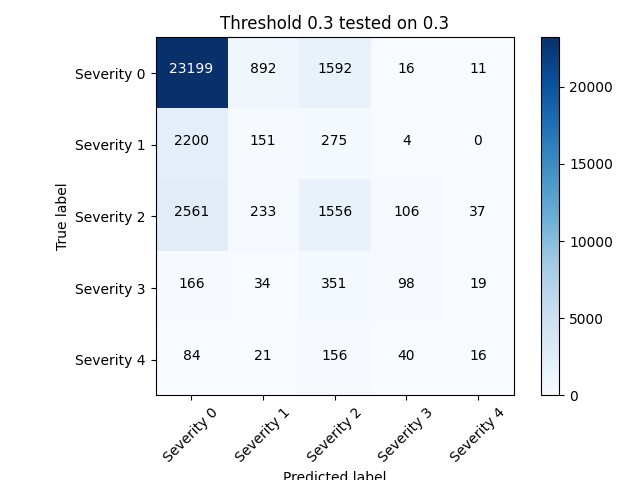 Threshold 0.3 tested on 0.3
Severity 0 23199 892 1592 16 11
Severity 1 2200 151 275 4 0
Severity 2 2561 233 1556 106 37
Severity 3 166 34 351 98 19
Severity 4 84 21 156 40 16
True label
Severity 0 Severity 1 Severity 2 Severity 3 Severity 4
Predicted label
20000
15000
10000
5000
0